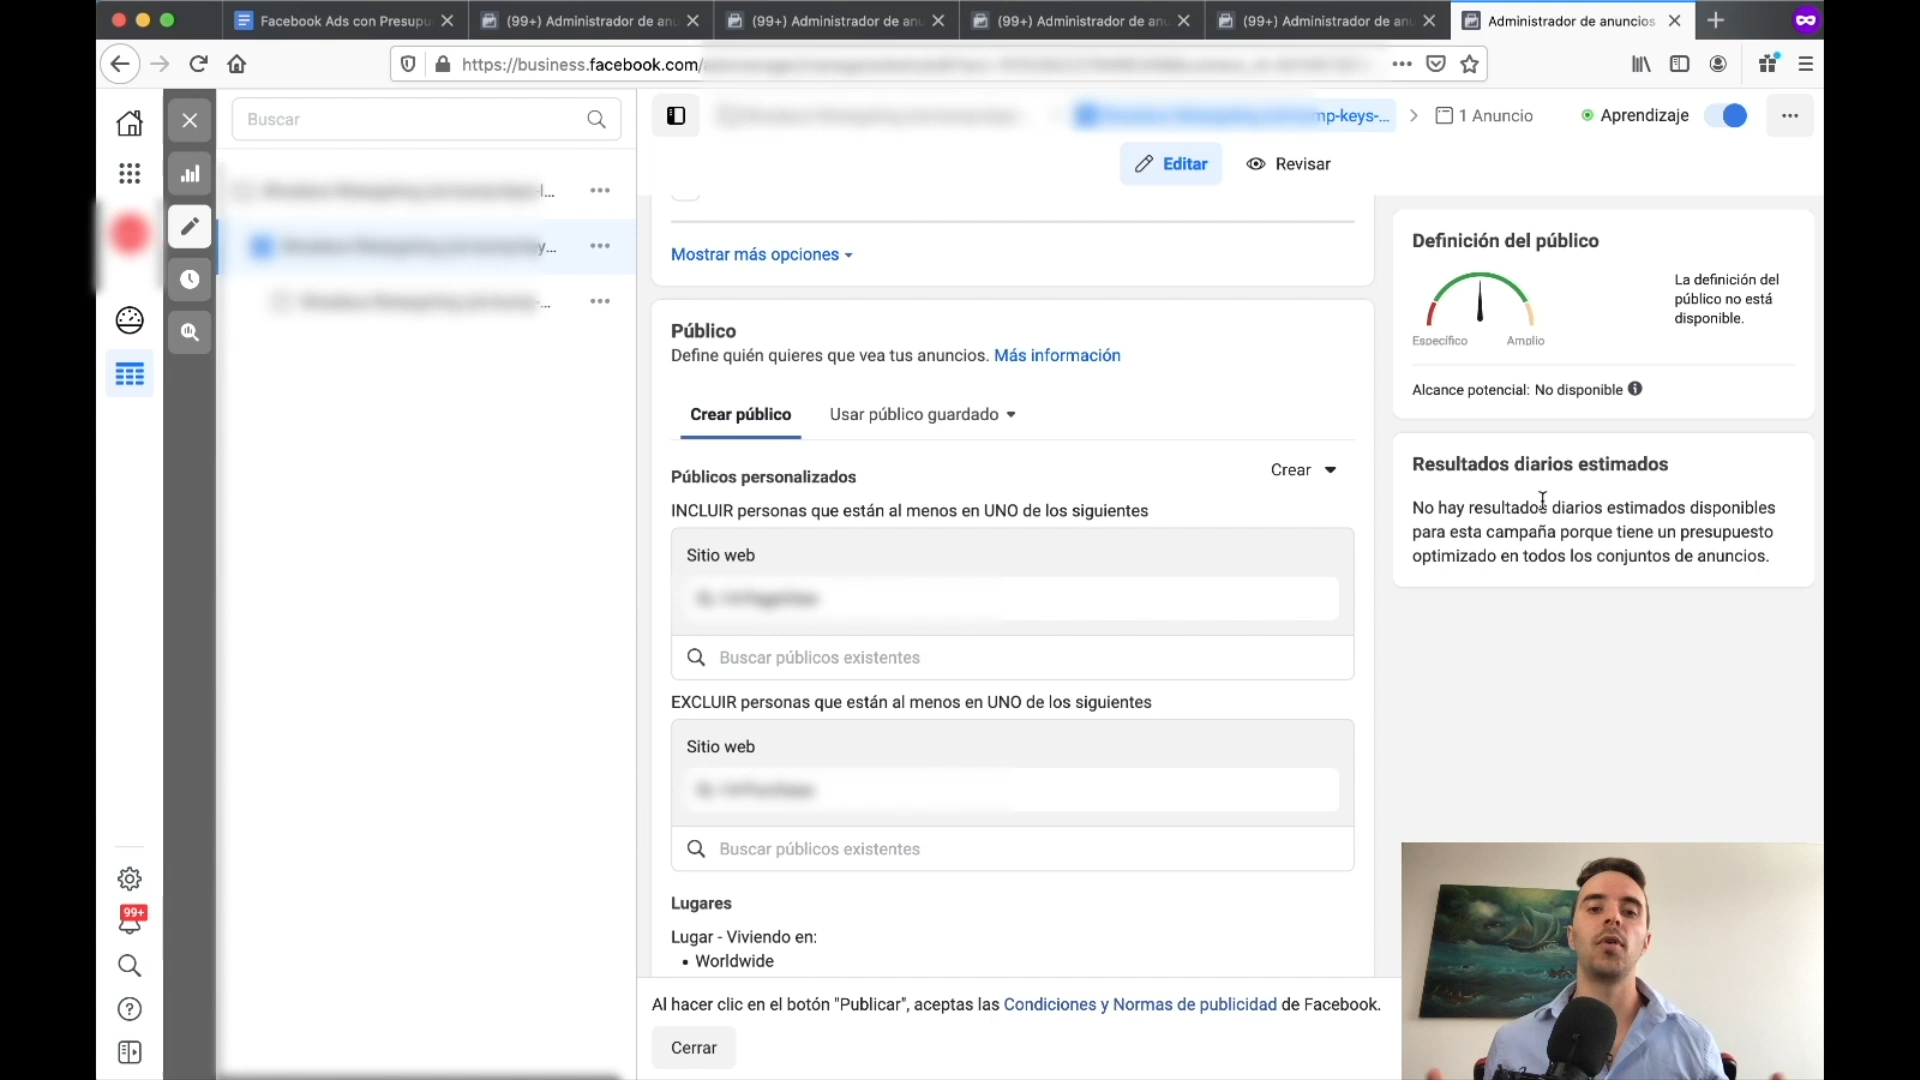 Facebook Ads con Presupu
(99+) Administrador de anu
(99+) Administrador de anu
(99+) Administrador de anu
(99+) Administrador de anu
Administrador de anuncios
https://business.facebook.com/
Buscar
mp-keys-...
1 Anuncio
Aprendizaje
Editar
Revisar
Mostrar más opciones
Público
Define quién quieres que vea tus anuncios. Más información
Crear público
Usar público guardado
Públicos personalizados
Crear
INCLUIR personas que están al menos en UNO de los siguientes
Sitio web
Buscar públicos existentes
EXCLUIR personas que están al menos en UNO de los siguientes
Sitio web
Buscar públicos existentes
Lugares
Lugar - Viviendo en:
• Worldwide
Al hacer clic en el botón "Publicar", aceptas las Condiciones y Normas de publicidad de Facebook.
Cerrar
Definición del público
Específico
Amplio
La definición del
público no está
disponible.
Alcance potencial: No disponible
Resultados diarios estimados
No hay resultados diarios estimados disponibles
para esta campaña porque tiene un presupuesto
optimizado en todos los conjuntos de anuncios.
99+